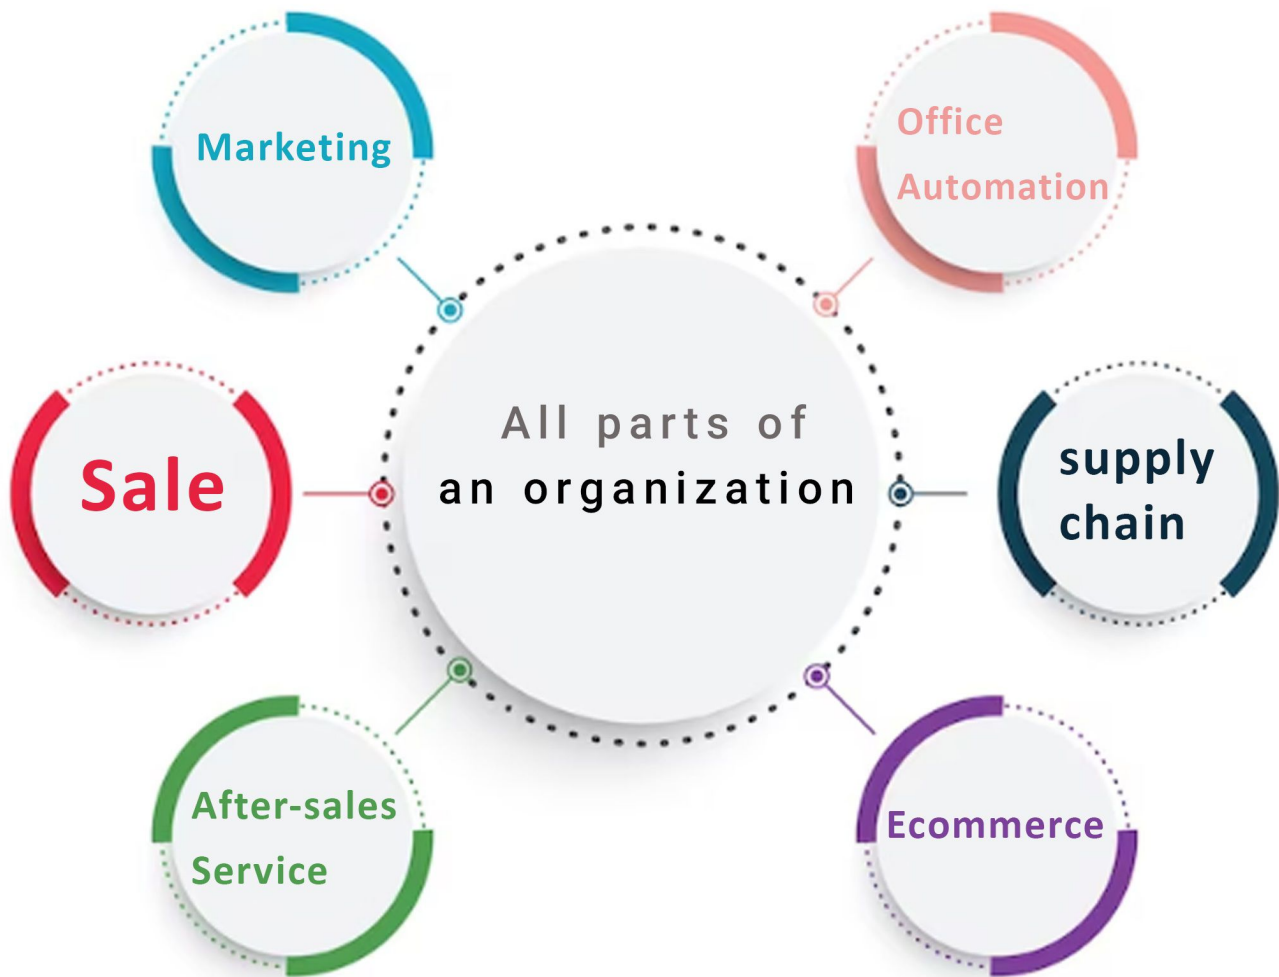 Marketing
Office
Automation
All parts of
an organization
Sale
supply
chain
After-sales
Service
Ecommerce